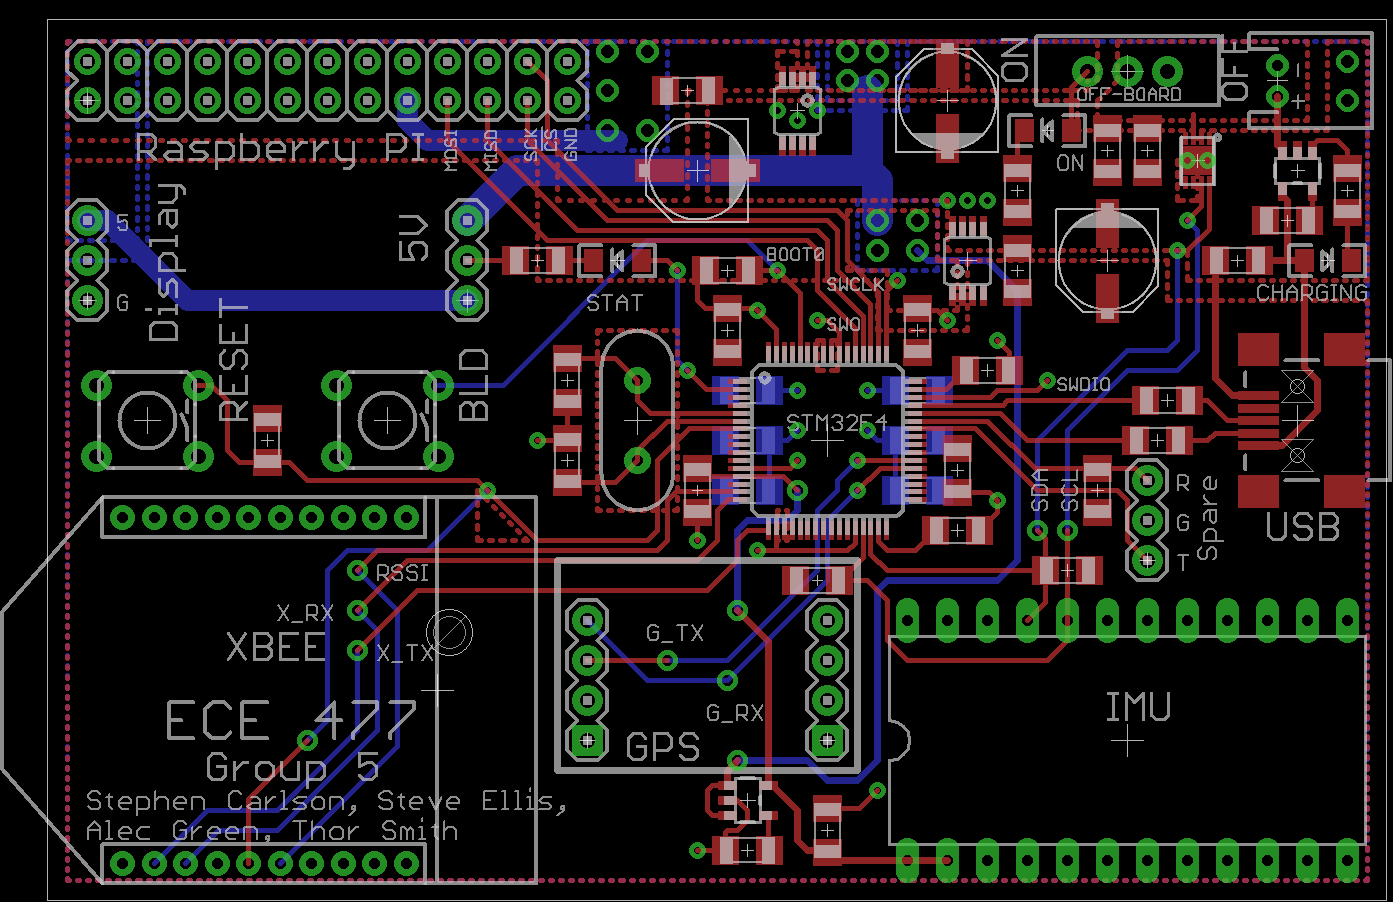 ON
OFF
OFF-BOARD
-
+
Raspberry PI
MOSI
MISO
SCK
CS
GND
ON
5
Display
G
5V
BOOT0
STAT
SWCLK
SWO
CHARGING
RESET
BLD
SWDIO
STM32F4
SDA
SCL
R
G
T
Spare
USB
RSSI
X_RX
XBEE
X_TX
G_TX
G_RX
GPS
IMU
ECE 477
Group 5
Stephen Carlson, Steve Ellis,
Alec Green, Thor Smith